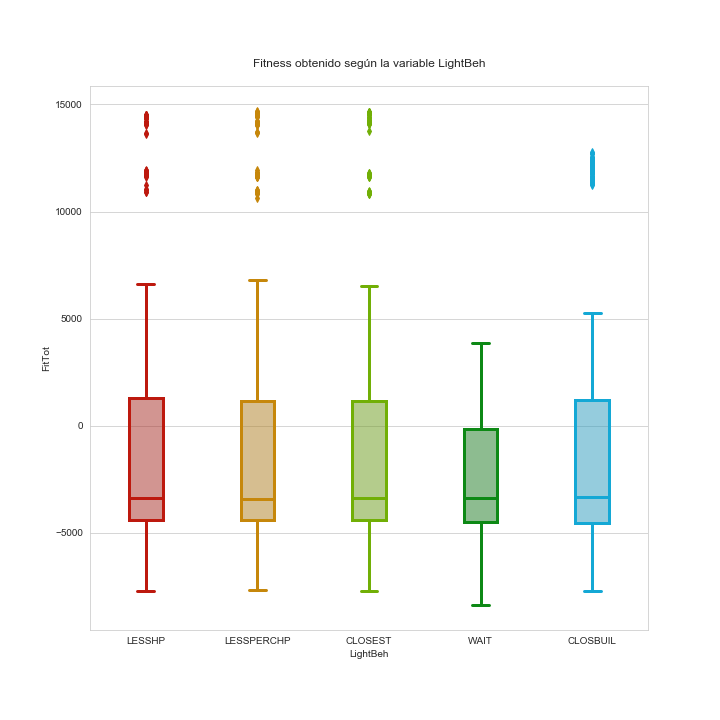 Fitness obtenido según la variable LightBeh
15000
10000
5000
0
−5000
FitTot
LESSHP LESSPERCHP CLOSEST WAIT CLOSBUIL
LightBeh